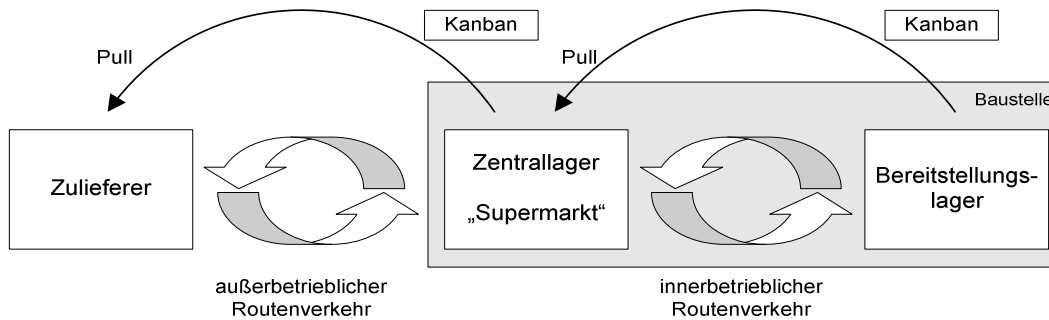 Kanban
Kanban
Pull
Pull
Baustelle
Zulieferer
Zentrallager
„Supermarkt“
Bereitstellungs-
lager
außerbetrieblicher
Routenverkehr
innerbetrieblicher
Routenverkehr